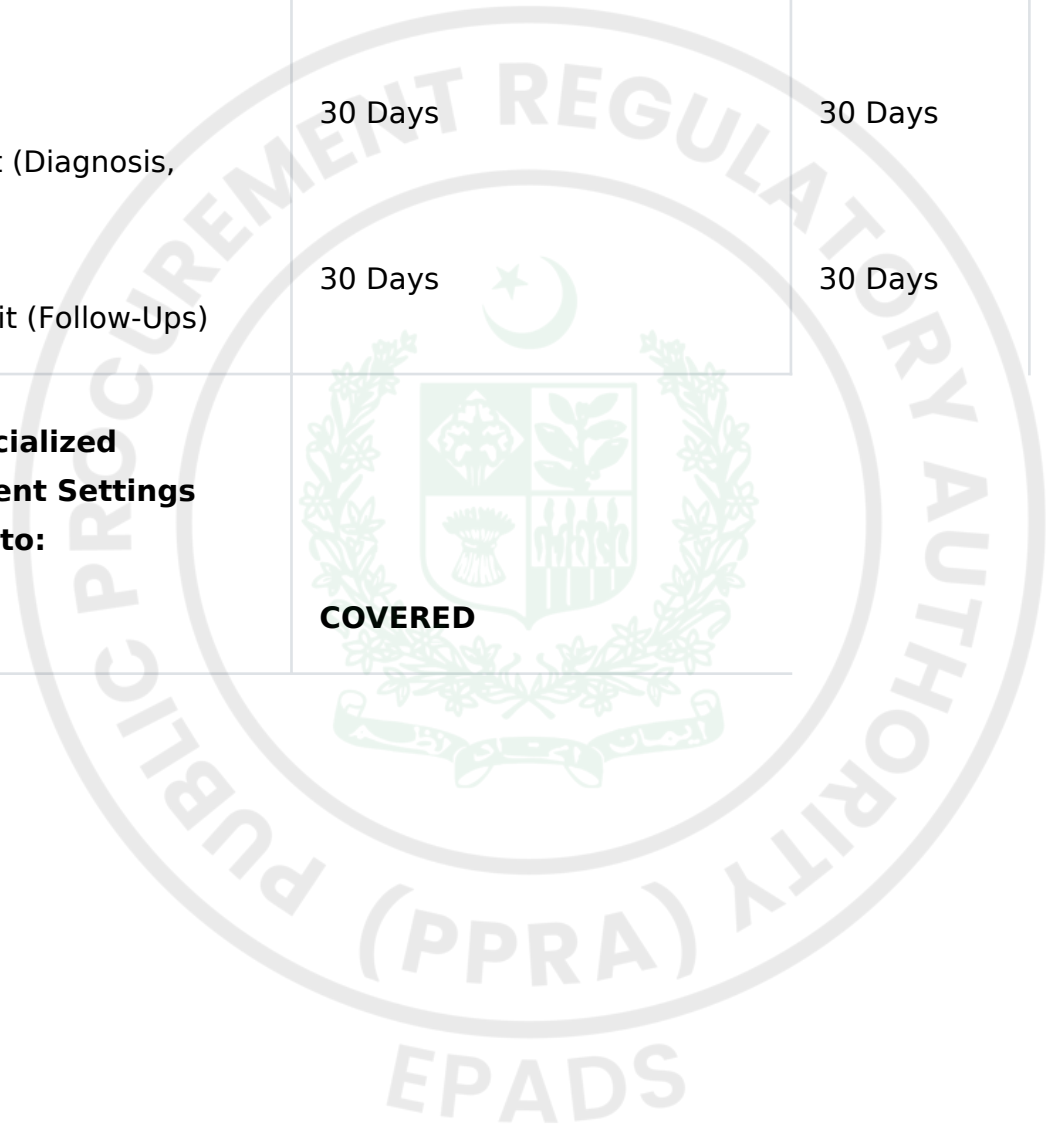 30 Days 30 Days
t (Diagnosis,
30 Days 30 Days
it (Follow-Ups)
cialized
ent Settings
to:
COVERED
PUBLIC PROCUREMENT REGULATORY AUTHORITY
(PPRA)
EPADS